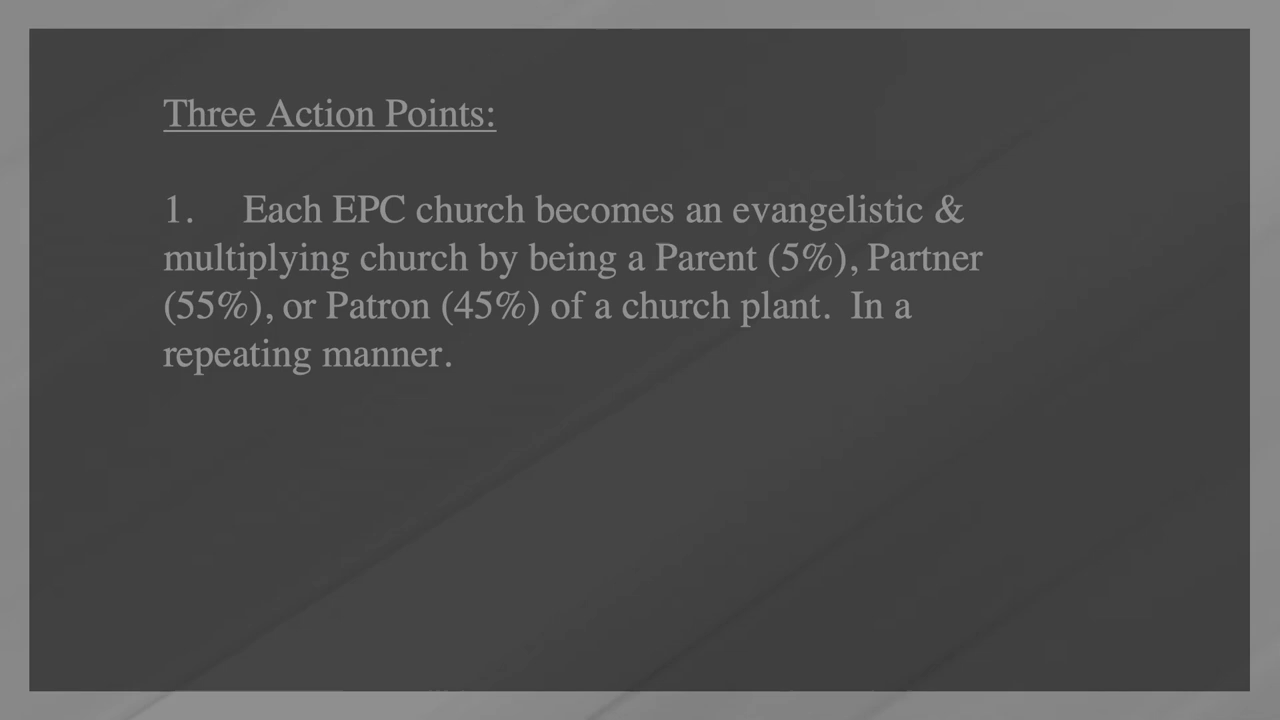 Three Action Points:
1. Each EPC church becomes an evangelistic &
multiplying church by being a Parent (5%), Partner
(55%), or Patron (45%) of a church plant. In a
repeating manner.